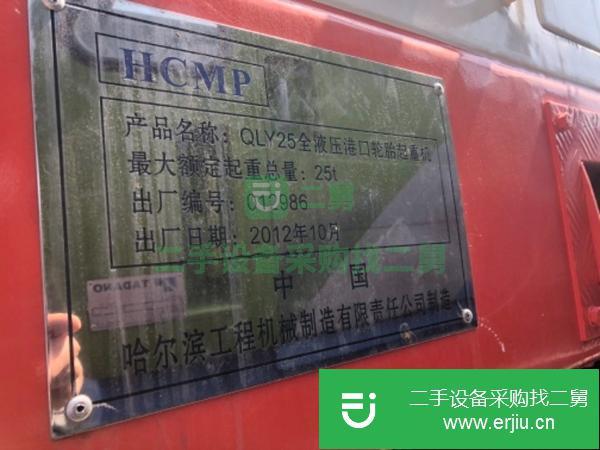 HCMP
产品名称：QLY25全液压港口轮胎起重机
最大额定起重总量：25t
二舅
出厂编号：012986
出厂日期：2012年10月
二手设备采购找二舅
中国
TADANO
哈尔滨工程机械制造有限责任公司制造
二手设备采购找二舅
www.erjiu.cn